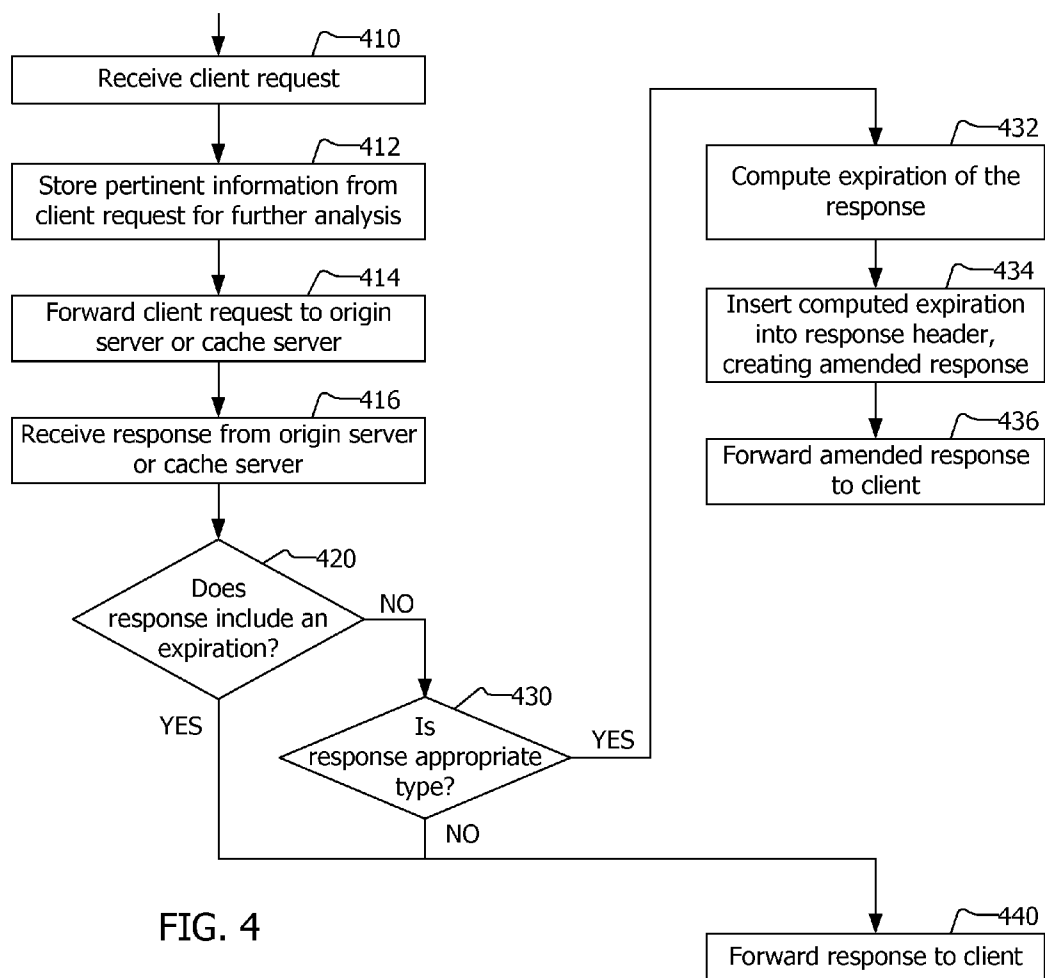 410
Receive client request
412
Store pertinent information from
client request for further analysis
414
Forward client request to origin
server or cache server
416
Receive response from origin server
or cache server
420
Does
response include an
expiration?
NO
YES
430
Is
response appropriate
type?
YES
NO
432
Compute expiration of the
response
434
Insert computed expiration
into response header,
creating amended response
436
Forward amended response
to client
440
Forward response to client
FIG. 4